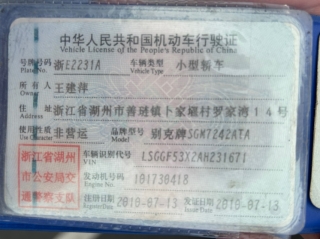 中华人民共和国机动车行驶证
Vehicle License of the People's Republic of China
号牌号码 Plate No. 浙E2231A 车辆类型 Vehicle Type 小型轿车
所有人 Owner 王建萍
住址 Address 浙江省湖州市善琏镇卜家堰村罗家湾14号
使用性质 Use Character 非营运 品牌型号 Model 别克牌SGM7242ATA
浙江省湖州市公安局交通警察支队
车辆识别代号 VIN LSGGF53X2AH231671
发动机号码 Engine No. 101730418
注册日期 Register Date 2010-07-13 发证日期 Issue Date 2010-07-13